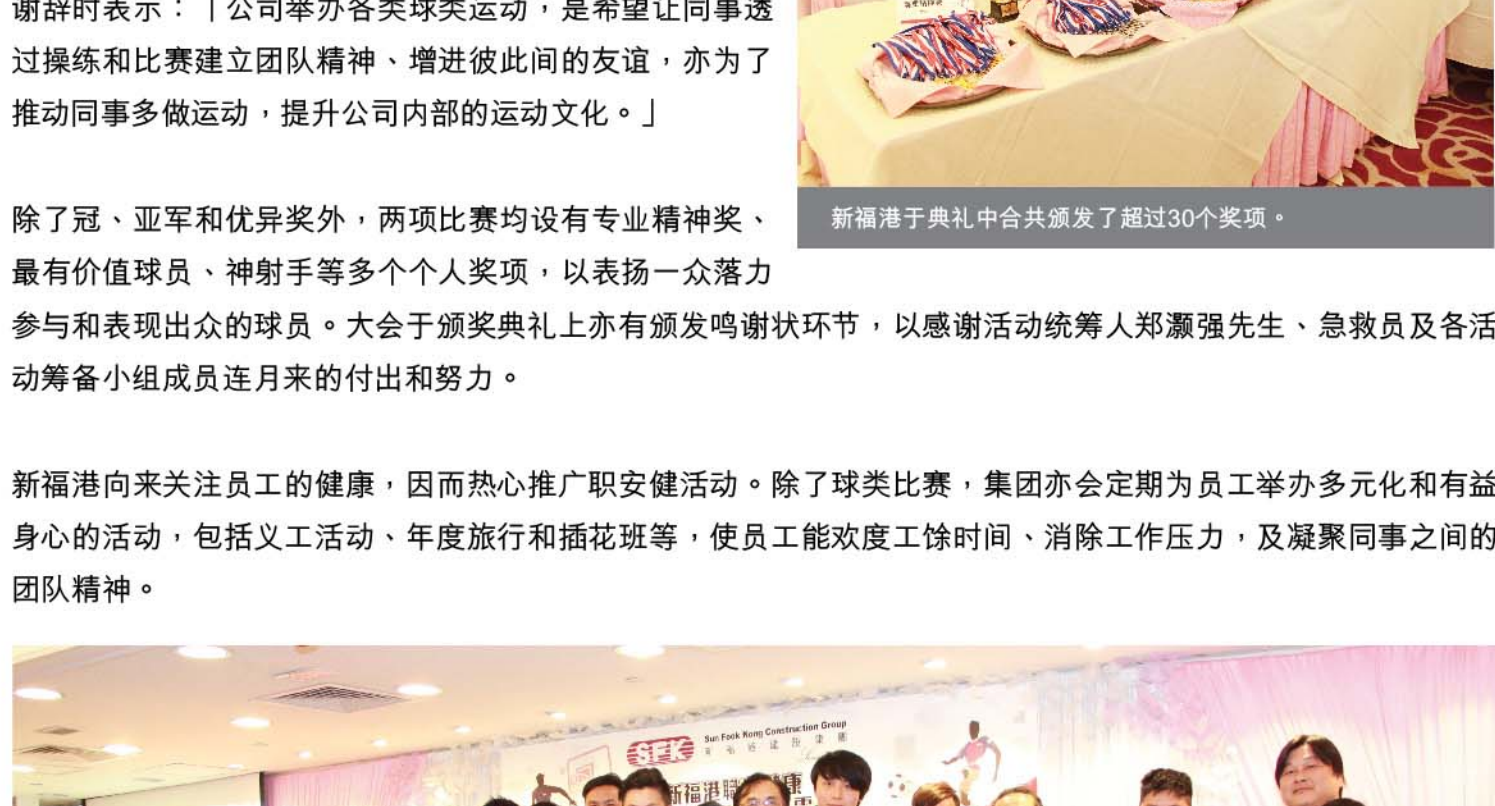 谢辞时表示：「公司举办各类球类运动，是希望让同事透
过操练和比赛建立团队精神、增进彼此间的友谊，亦为了
推动同事多做运动，提升公司内部的运动文化。」
新福港于典礼中合共颁发了超过30个奖项。
除了冠、亚军和优异奖外，两项比赛均设有专业精神奖、
最有价值球员、神射手等多个个人奖项，以表扬一众落力
参与和表现出众的球员。大会于颁奖典礼上亦有颁发鸣谢状环节，以感谢活动统筹人郑灏强先生、急救员及各活
动筹备小组成员连月来的付出和努力。
新福港向来关注员工的健康，因而热心推广职安健活动。除了球类比赛，集团亦会定期为员工举办多元化和有益
身心的活动，包括义工活动、年度旅行和插花班等，使员工能欢度工馀时间、消除工作压力，及凝聚同事之间的
团队精神。
SFK
Sun Fook Kong Construction Group
新福港建設集團
新福港職
康